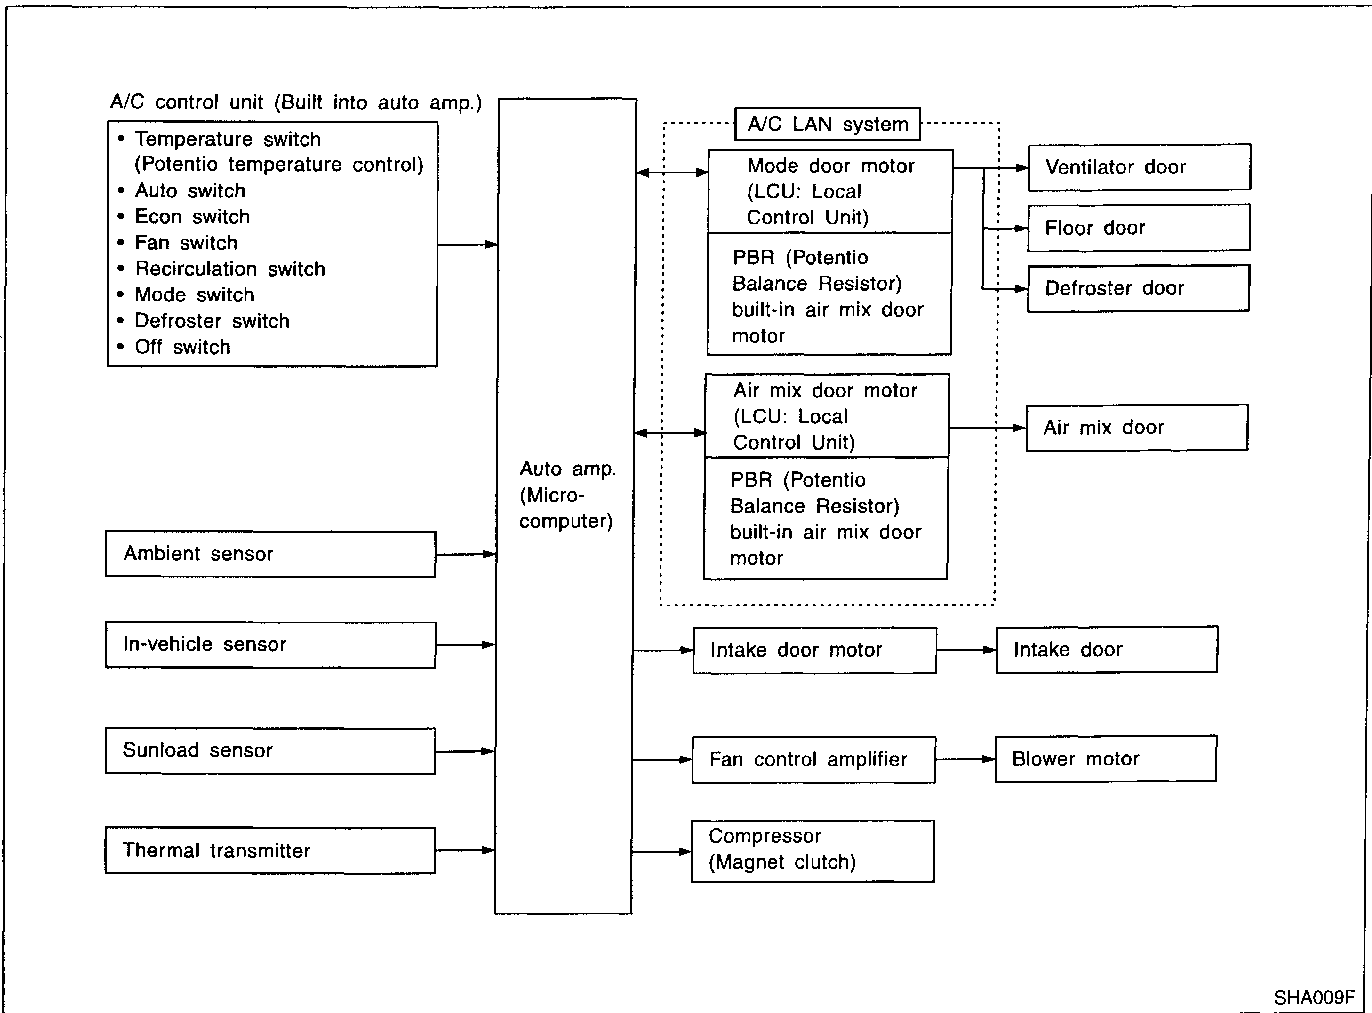 A/C control unit (Built into auto amp.)
• Temperature switch
(Potentio temperature control)
• Auto switch
• Econ switch
• Fan switch
• Recirculation switch
• Mode switch
• Defroster switch
• Off switch
Ambient sensor
In-vehicle sensor
Sunload sensor
Thermal transmitter
Auto amp.
(Micro-
computer)
A/C LAN system
Mode door motor
(LCU: Local
Control Unit)
PBR (Potentio
Balance Resistor)
built-in air mix door
motor
Air mix door motor
(LCU: Local
Control Unit)
PBR (Potentio
Balance Resistor)
built-in air mix door
motor
Intake door motor
Fan control amplifier
Compressor
(Magnet clutch)
Ventilator door
Floor door
Defroster door
Air mix door
Intake door
Blower motor
SHA009F